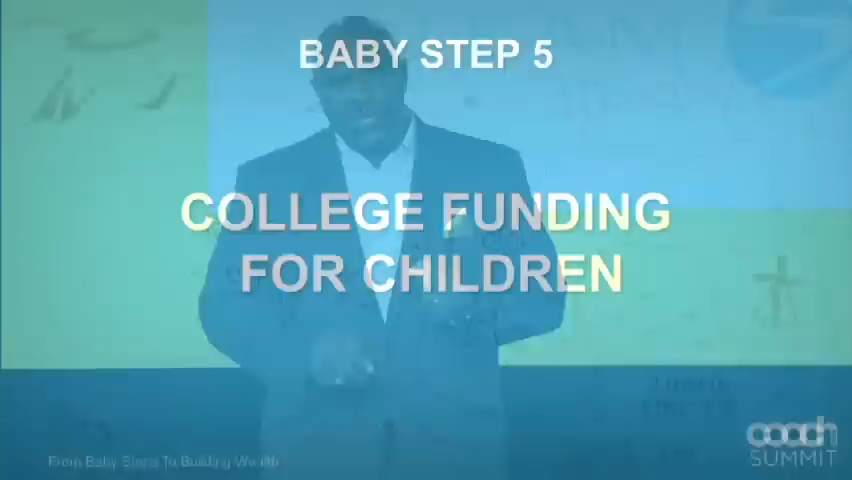 BABY STEP 5
COLLEGE FUNDING
FOR CHILDREN
From Baby Steps To Building Wealth
coach
SUMMIT